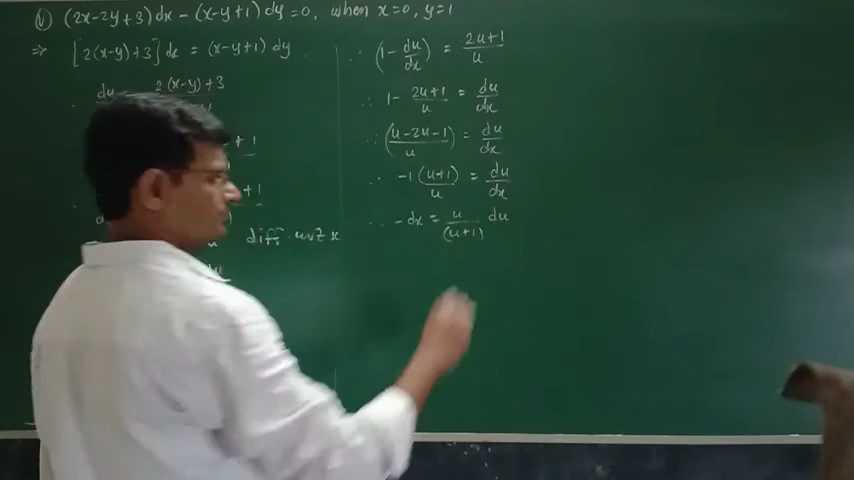 v) (2x-2y+3) dx - (x-y+1) dy = 0, when x=0, y=1
⇒ [2(x-y)+3] dx = (x-y+1) dy
2(x-y)+3
+ 1
+ 1
diff. w.r.t x
∴ (1 - du/dx) = 2u+1/u
∴ 1 - 2u+1/u = du/dx
∴ (u-2u-1/u) = du/dx
∴ -1(u+1)/u = du/dx
∴ -dx = u/(u+1) du